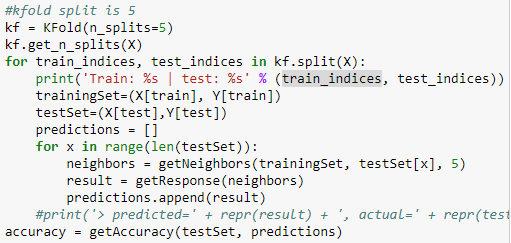 #kfold split is 5
kf = KFold(n_splits=5)
kf.get_n_splits(X)
for train_indices, test_indices in kf.split(X):
    print('Train: %s | test: %s' % (train_indices, test_indices))
    trainingSet=(X[train], Y[train])
    testSet=(X[test],Y[test])
    predictions = []
    for x in range(len(testSet)):
        neighbors = getNeighbors(trainingSet, testSet[x], 5)
        result = getResponse(neighbors)
        predictions.append(result)
    #print('> predicted=' + repr(result) + ', actual=' + repr(test
accuracy = getAccuracy(testSet, predictions)